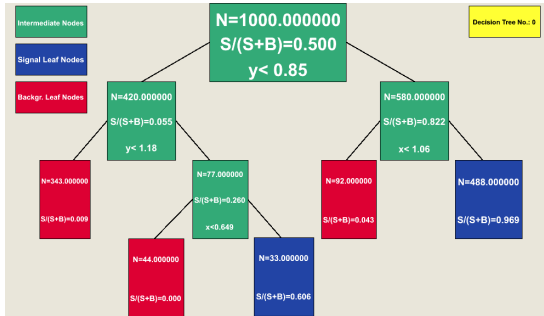 Intermediate Nodes
Signal Leaf Nodes
Backgr. Leaf Nodes
Decision Tree No.: 0
N=1000.000000
S/(S+B)=0.500
y< 0.85
N=420.000000
S/(S+B)=0.055
y< 1.18
N=580.000000
S/(S+B)=0.822
x< 1.06
N=343.000000
S/(S+B)=0.009
N=77.000000
S/(S+B)=0.260
x<0.649
N=92.000000
S/(S+B)=0.043
N=488.000000
S/(S+B)=0.969
N=44.000000
S/(S+B)=0.000
N=33.000000
S/(S+B)=0.606